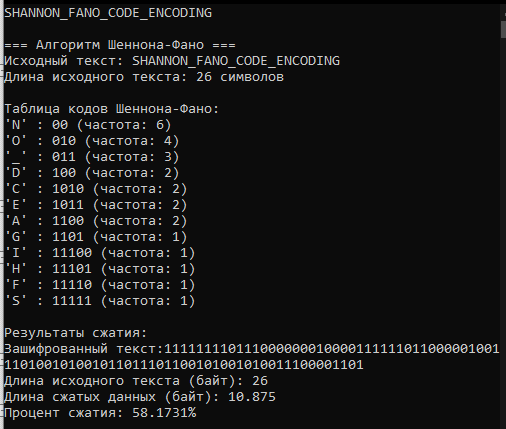 SHANNON_FANO_CODE_ENCODING
=== Алгоритм Шеннона-Фано ===
Исходный текст: SHANNON_FANO_CODE_ENCODING
Длина исходного текста: 26 символов
Таблица кодов Шеннона-Фано:
'N' : 00 (частота: 6)
'O' : 010 (частота: 4)
'_' : 011 (частота: 3)
'D' : 100 (частота: 2)
'C' : 1010 (частота: 2)
'E' : 1011 (частота: 2)
'A' : 1100 (частота: 2)
'G' : 1101 (частота: 1)
'I' : 11100 (частота: 1)
'H' : 11101 (частота: 1)
'F' : 11110 (частота: 1)
'S' : 11111 (частота: 1)
Результаты сжатия:
Зашифрованный текст:111111110111000000010000111111011000001001
110100101001011011101100101001010011100001101
Длина исходного текста (байт): 26
Длина сжатых данных (байт): 10.875
Процент сжатия: 58.1731%